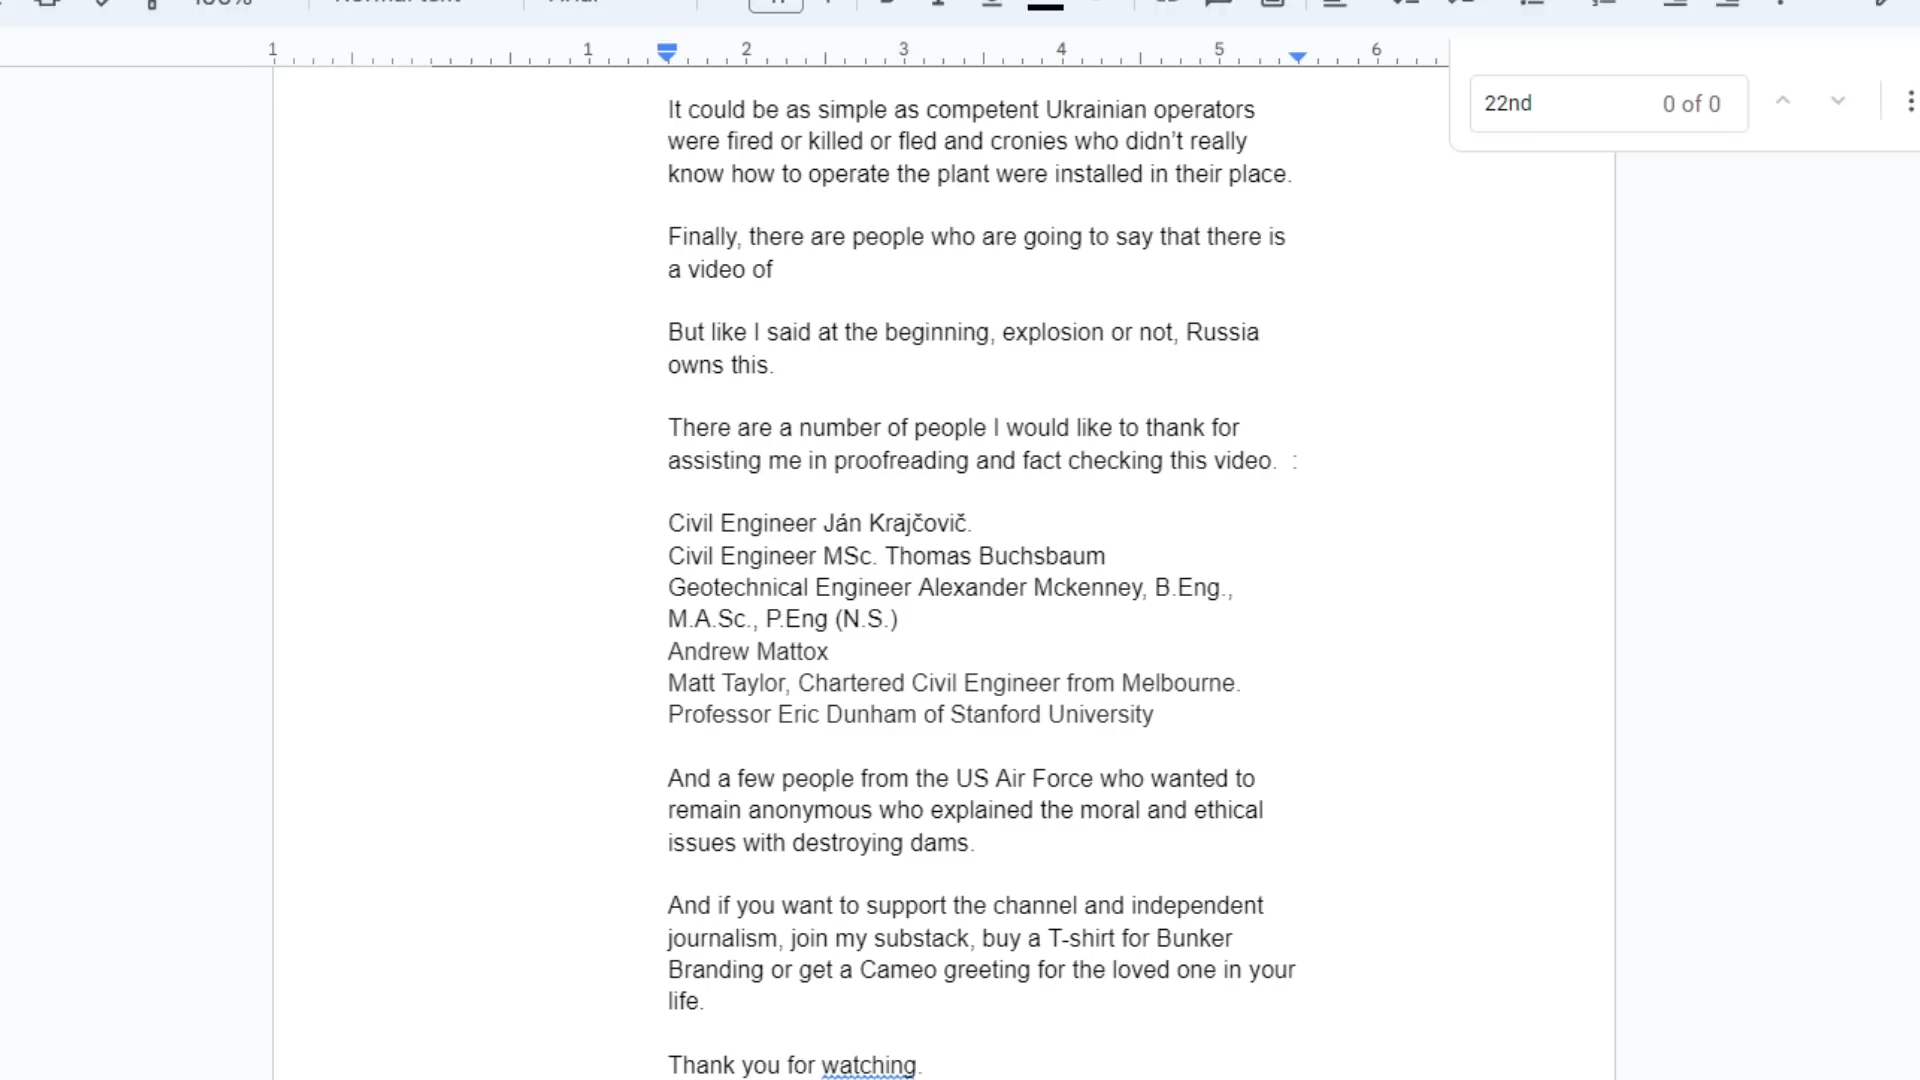 1 1 2 3 4 5 6
22nd 0 of 0
It could be as simple as competent Ukrainian operators
were fired or killed or fled and cronies who didn't really
know how to operate the plant were installed in their place.
Finally, there are people who are going to say that there is
a video of
But like I said at the beginning, explosion or not, Russia
owns this.
There are a number of people I would like to thank for
assisting me in proofreading and fact checking this video. :
Civil Engineer Ján Krajčovič.
Civil Engineer MSc. Thomas Buchsbaum
Geotechnical Engineer Alexander Mckenney, B.Eng.,
M.A.Sc., P.Eng (N.S.)
Andrew Mattox
Matt Taylor, Chartered Civil Engineer from Melbourne.
Professor Eric Dunham of Stanford University
And a few people from the US Air Force who wanted to
remain anonymous who explained the moral and ethical
issues with destroying dams.
And if you want to support the channel and independent
journalism, join my substack, buy a T-shirt for Bunker
Branding or get a Cameo greeting for the loved one in your
life.
Thank you for watching.